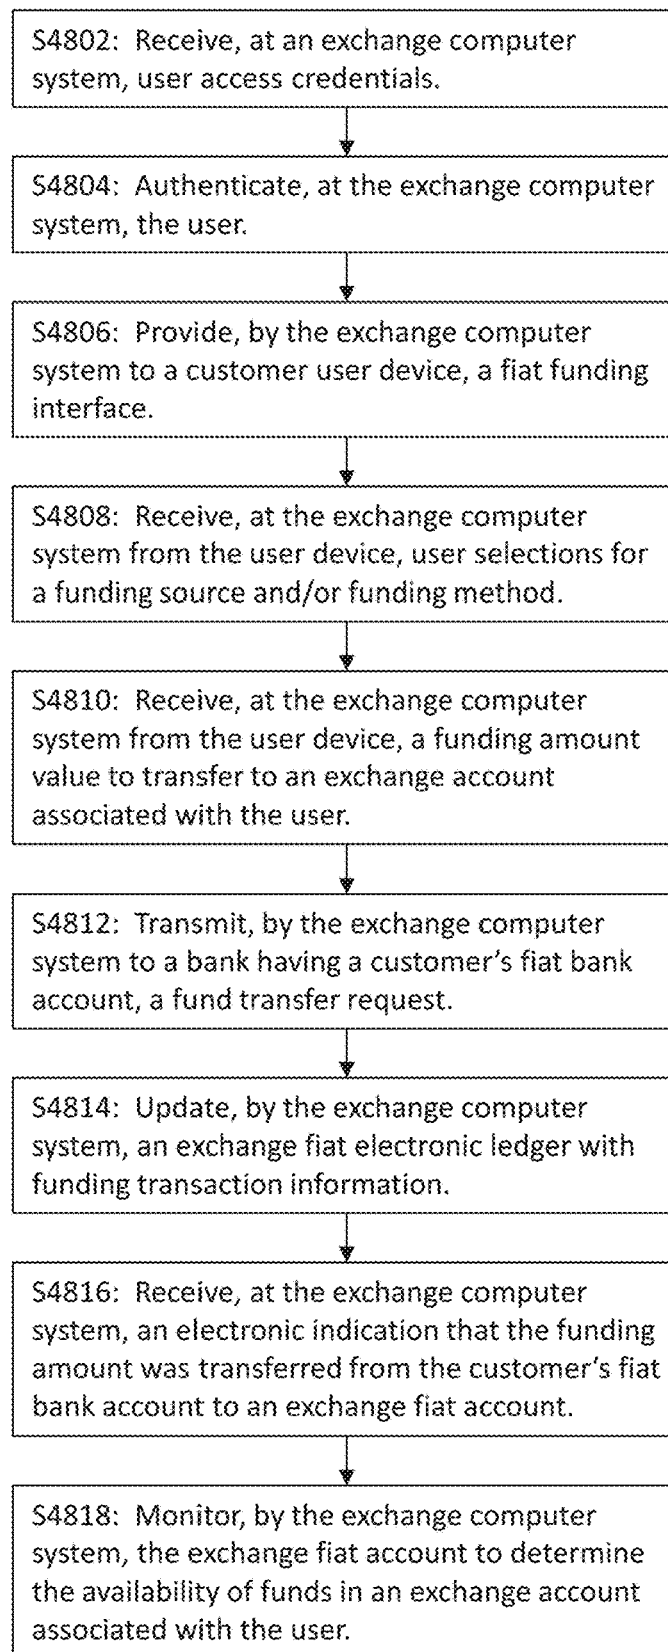 S4802: Receive, at an exchange computer
system, user access credentials.
S4804: Authenticate, at the exchange computer
system, the user.
S4806: Provide, by the exchange computer
system to a customer user device, a fiat funding
interface.
S4808: Receive, at the exchange computer
system from the user device, user selections for
a funding source and/or funding method.
S4810: Receive, at the exchange computer
system from the user device, a funding amount
value to transfer to an exchange account
associated with the user.
S4812: Transmit, by the exchange computer
system to a bank having a customer's fiat bank
account, a fund transfer request.
S4814: Update, by the exchange computer
system, an exchange fiat electronic ledger with
funding transaction information.
S4816: Receive, at the exchange computer
system, an electronic indication that the funding
amount was transferred from the customer's fiat
bank account to an exchange fiat account.
S4818: Monitor, by the exchange computer
system, the exchange fiat account to determine
the availability of funds in an exchange account
associated with the user.